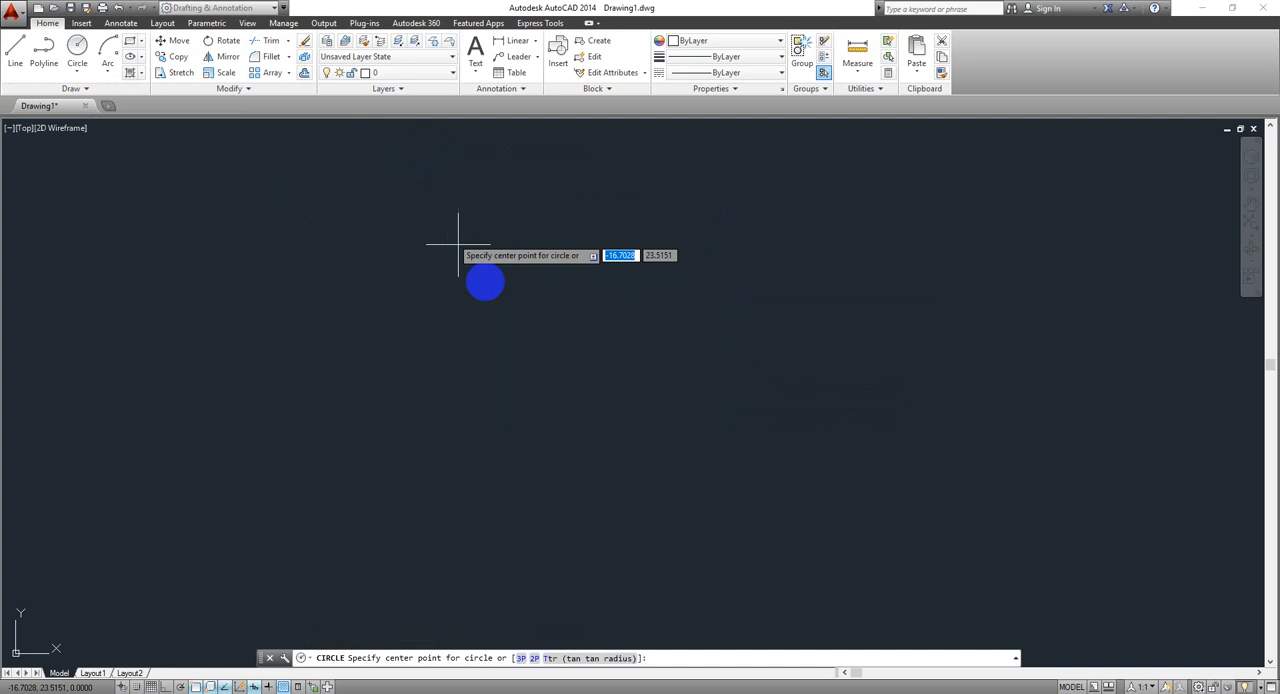 Drafting & Annotation
Autodesk AutoCAD 2014 Drawing1.dwg
Type a keyword or phrase
Sign In
Home Insert Annotate Layout Parametric View Manage Output Plug-ins Autodesk 360 Featured Apps Express Tools
Line Polyline Circle Arc
Move Rotate Trim
Copy Mirror Fillet
Stretch Scale Array
Unsaved Layer State
0
Text
Linear
Leader
Table
Insert
Create
Edit
Edit Attributes
ByLayer
ByLayer
ByLayer
Group
Measure
Paste
Draw Modify Layers Annotation Block Properties Groups Utilities Clipboard
Drawing1*
[−][Top][2D Wireframe]
Specify center point for circle or -16.7028 23.5151
Y
X
CIRCLE Specify center point for circle or [3P 2P Ttr (tan tan radius)]:
Model Layout1 Layout2
-16.7028, 23.5151, 0.0000
MODEL 1:1